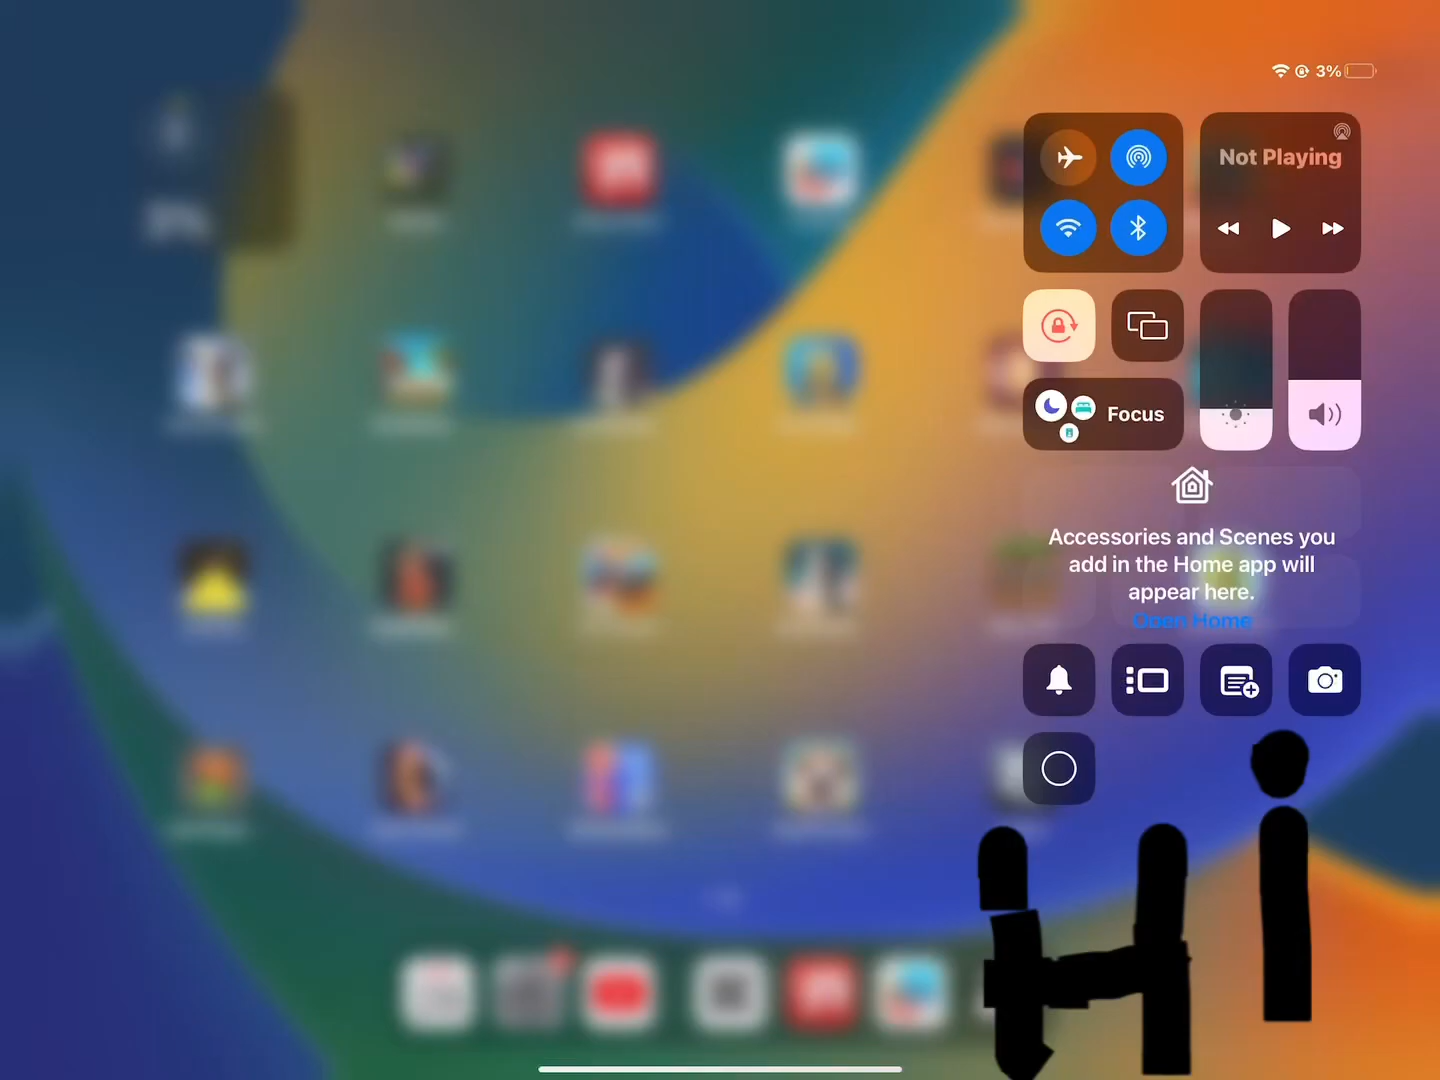 3%
Not Playing
Focus
Accessories and Scenes you
add in the Home app will
appear here.
Open Home
Hi